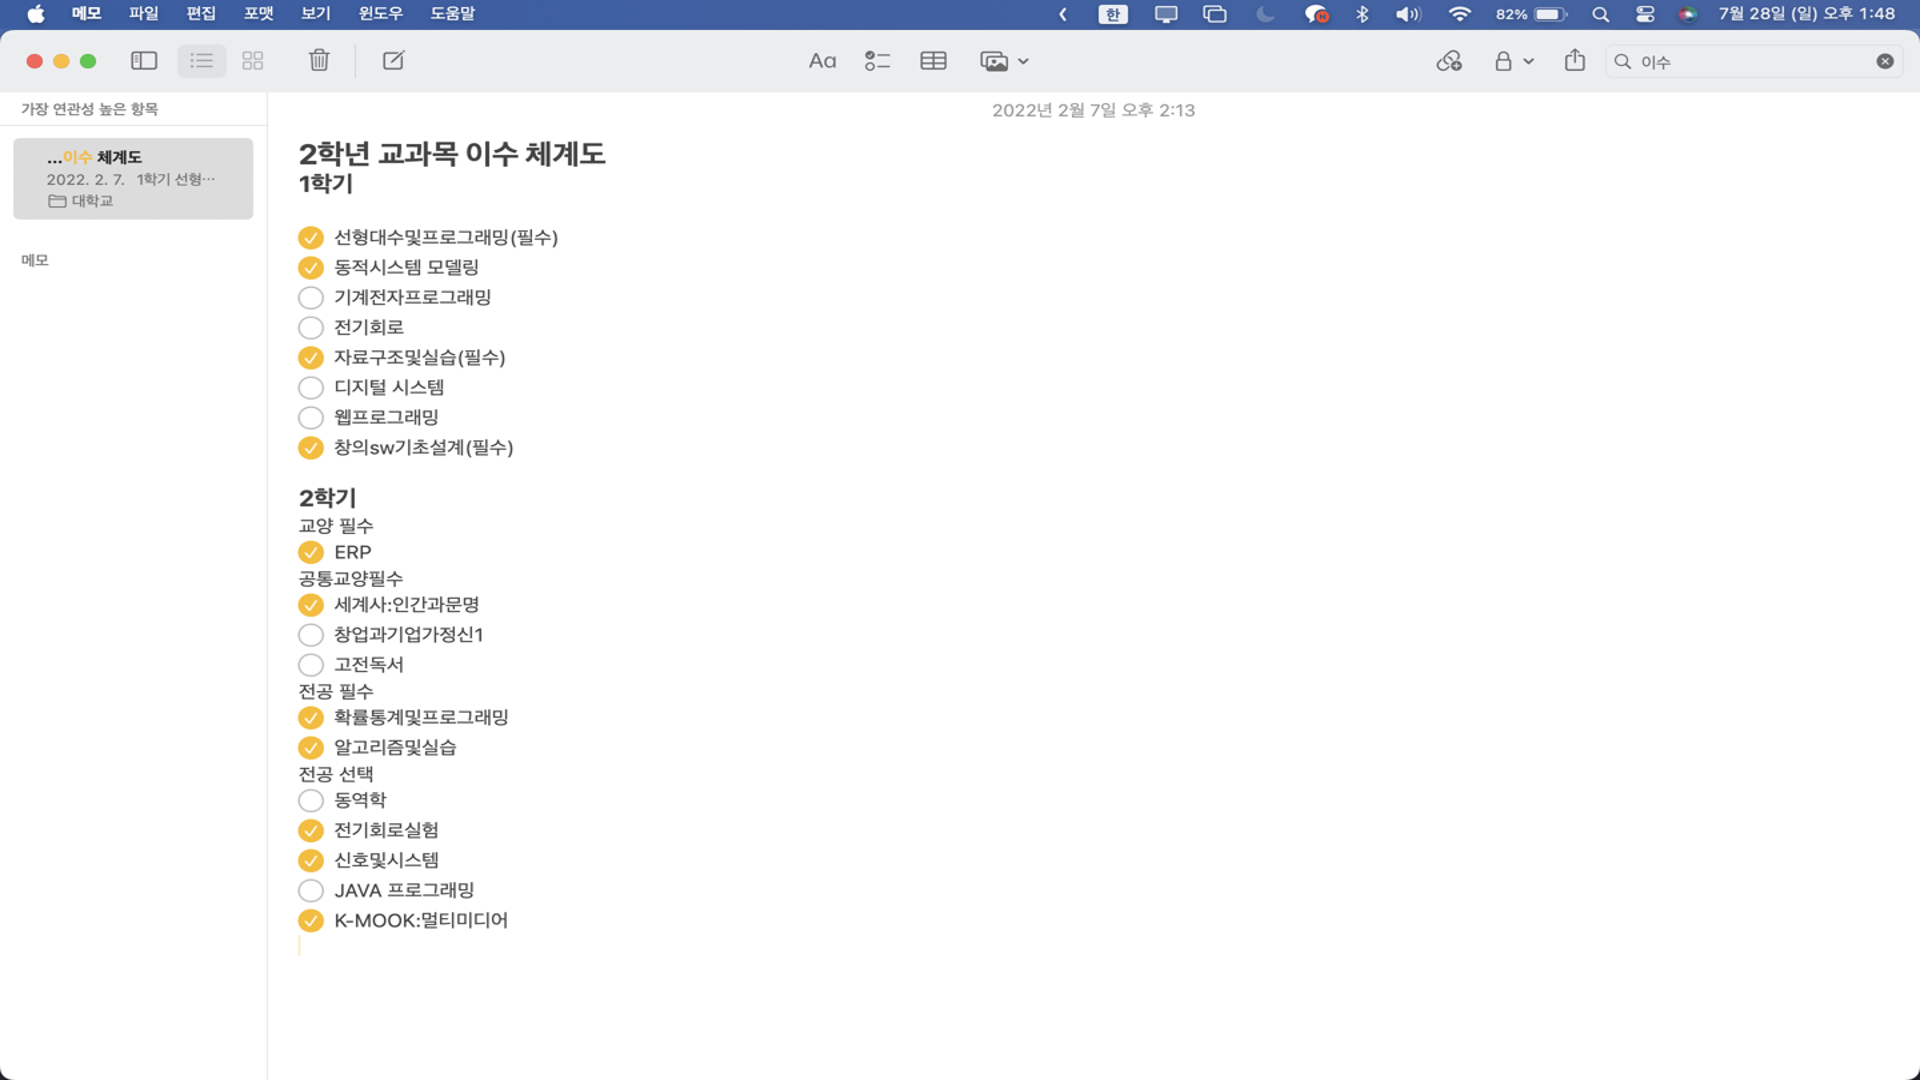 메모 파일 편집 포맷 보기 윈도우 도움말 한 82% 7월 28일 (일) 오후 1:48
Aa 이수
가장 연관성 높은 항목
...이수 체계도
2022. 2. 7. 1학기 선형…
대학교
메모
2022년 2월 7일 오후 2:13
2학년 교과목 이수 체계도
1학기
선형대수및프로그래밍(필수)
동적시스템 모델링
기계전자프로그래밍
전기회로
자료구조및실습(필수)
디지털 시스템
웹프로그래밍
창의sw기초설계(필수)
2학기
교양 필수
ERP
공통교양필수
세계사:인간과문명
창업과기업가정신1
고전독서
전공 필수
확률통계및프로그래밍
알고리즘및실습
전공 선택
동역학
전기회로실험
신호및시스템
JAVA 프로그래밍
K-MOOK:멀티미디어